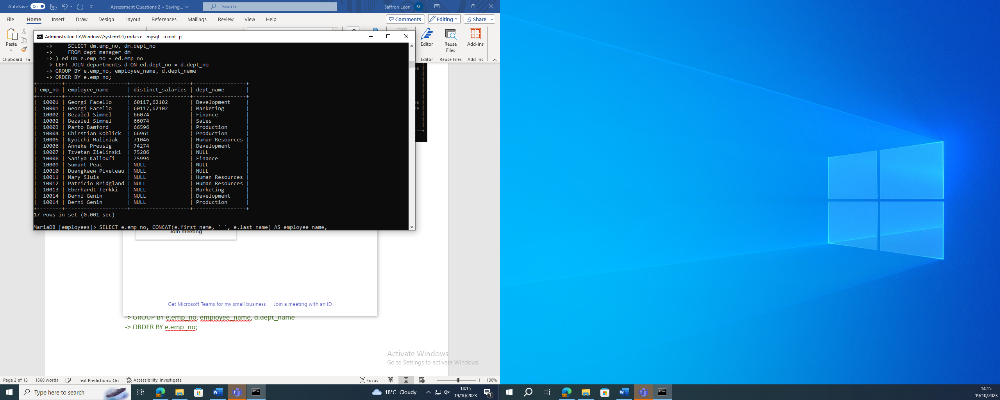 AutoSave On Assessment Questions 2 • Saving... Search Saffron Leon SL
File Home Insert Draw Design Layout References Mailings Review View Help Comments Editing Share
Paste
Clipboard
Editor
Editor
Reuse Files
Reuse Files
Add-ins
Add-ins
Administrator: C:\Windows\System32\cmd.exe - mysql -u root -p
-> SELECT dm.emp_no, dm.dept_no
-> FROM dept_manager dm
-> ) ed ON e.emp_no = ed.emp_no
-> LEFT JOIN departments d ON ed.dept_no = d.dept_no
-> GROUP BY e.emp_no, employee_name, d.dept_name
-> ORDER BY e.emp_no;
+--------+--------------------+-------------------+-----------------+
| emp_no | employee_name | distinct_salaries | dept_name |
+--------+--------------------+-------------------+-----------------+
| 10001 | Georgi Facello | 60117,62102 | Development |
| 10001 | Georgi Facello | 60117,62102 | Marketing |
| 10002 | Bezalel Simmel | 66074 | Finance |
| 10002 | Bezalel Simmel | 66074 | Sales |
| 10003 | Parto Bamford | 66596 | Production |
| 10004 | Chirstian Koblick | 66961 | Production |
| 10005 | Kyoichi Maliniak | 71046 | Human Resources |
| 10006 | Anneke Preusig | 74274 | Development |
| 10007 | Tzvetan Zielinski | 75286 | NULL |
| 10008 | Saniya Kalloufi | 75994 | Finance |
| 10009 | Sumant Peac | NULL | NULL |
| 10010 | Duangkaew Piveteau | NULL | NULL |
| 10011 | Mary Sluis | NULL | Human Resources |
| 10012 | Patricio Bridgland | NULL | Human Resources |
| 10013 | Eberhardt Terkki | NULL | Marketing |
| 10014 | Berni Genin | NULL | Development |
| 10014 | Berni Genin | NULL | Production |
+--------+--------------------+-------------------+-----------------+
17 rows in set (0.001 sec)
MariaDB [employees]> SELECT e.emp_no, CONCAT(e.first_name, ' ', e.last_name) AS employee_name,
Join meeting
Get Microsoft Teams for my small business | Join a meeting with an ID
-> GROUP BY e.emp_no, employee_name, d.dept_name
-> ORDER BY e.emp_no;
Activate Windows
Go to Settings to activate Windows.
Page 2 of 13 1560 words Text Predictions: On Accessibility: Investigate Focus 130%
Type here to search 18°C Cloudy 14:15
19/10/2023
1
14:15
19/10/2023